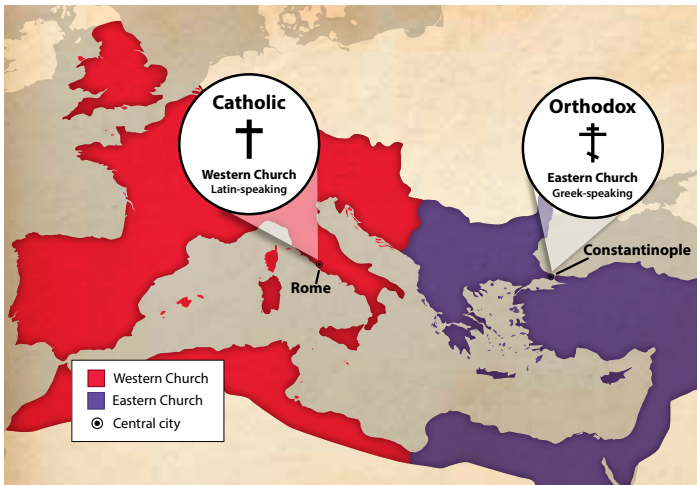 Catholic
Western Church
Latin-speaking
Orthodox
Eastern Church
Greek-speaking
Constantinople
Rome
Western Church
Eastern Church
Central city